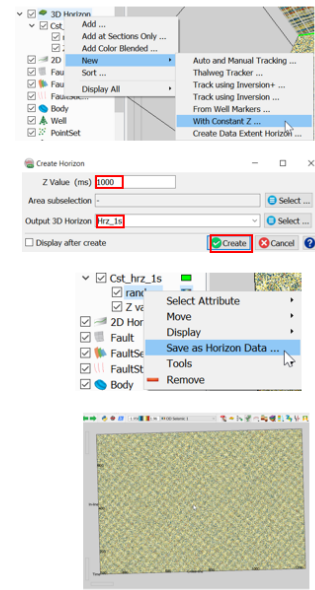 3D Horizon
Cst_
Add ...
Add at Sections Only ...
Add Color Blended ...
New
Sort ...
Display All
2D
Faul
Fau
FaultSet...
Body
Well
PointSet
Auto and Manual Tracking ...
Thalweg Tracker ...
Track using Inversion+ ...
Track using Inversion ...
From Well Markers ...
With Constant Z ...
Create Data Extent Horizon ...
Create Horizon
Z Value (ms) 1000
Area subselection -
Select ...
Output 3D Horizon Hrz_1s
Select ...
Display after create
Create
Cancel
Cst_hrz_1s
rand
Z va
2D Hor
Fault
FaultSe
FaultSt
Body
Select Attribute
Move
Display
Save as Horizon Data ...
Tools
Remove